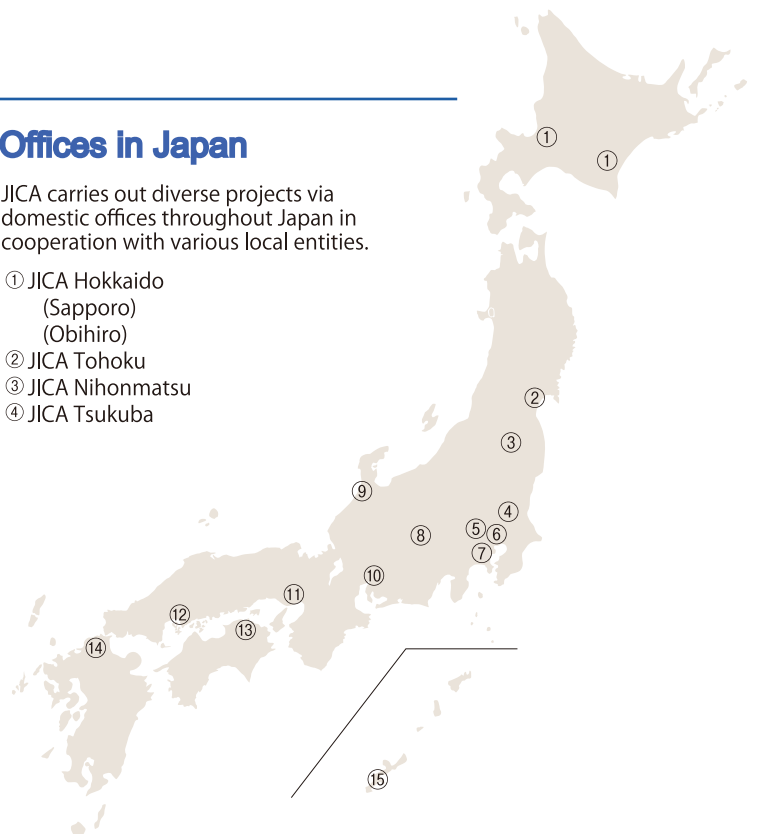 Offices in Japan
JICA carries out diverse projects via
domestic offices throughout Japan in
cooperation with various local entities.
① JICA Hokkaido
(Sapporo)
(Obihiro)
② JICA Tohoku
③ JICA Nihonmatsu
④ JICA Tsukuba
①
①
②
③
④
⑤
⑥
⑦
⑧
⑨
⑩
⑪
⑫
⑬
⑭
⑮